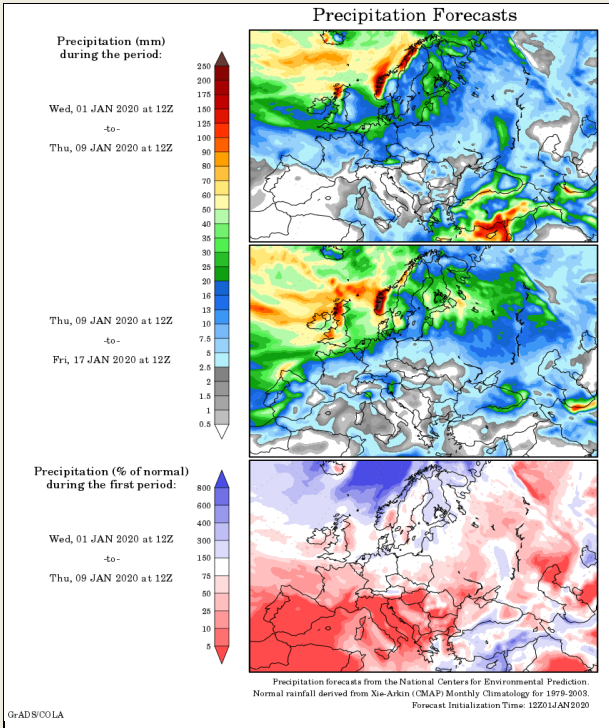 Precipitation Forecasts
Precipitation (mm)
during the period:
Wed, 01 JAN 2020 at 12Z
-to-
Thu, 09 JAN 2020 at 12Z
250
200
175
150
125
100
90
80
70
60
50
40
35
30
25
20
16
13
10
7.5
5
2.5
2
1.5
1
0.5
Thu, 09 JAN 2020 at 12Z
-to-
Fri, 17 JAN 2020 at 12Z
Precipitation (% of normal)
during the first period:
Wed, 01 JAN 2020 at 12Z
-to-
Thu, 09 JAN 2020 at 12Z
800
600
400
300
150
75
50
25
10
5
Precipitation forecasts from the National Centers for Environmental Prediction.
Normal rainfall derived from Xie-Arkin (CMAP) Monthly Climatology for 1979-2003.
Forecast Initialization Time: 12Z01JAN2020
GrADS/COLA